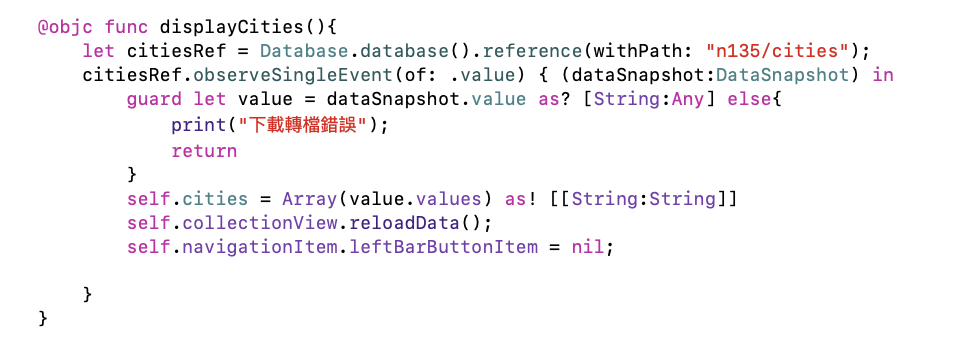 @objc func displayCities(){
    let citiesRef = Database.database().reference(withPath: "n135/cities");
    citiesRef.observeSingleEvent(of: .value) { (dataSnapshot:DataSnapshot) in
        guard let value = dataSnapshot.value as? [String:Any] else{
            print("下載轉檔錯誤");
            return
        }
        self.cities = Array(value.values) as! [[String:String]]
        self.collectionView.reloadData();
        self.navigationItem.leftBarButtonItem = nil;
    }
}